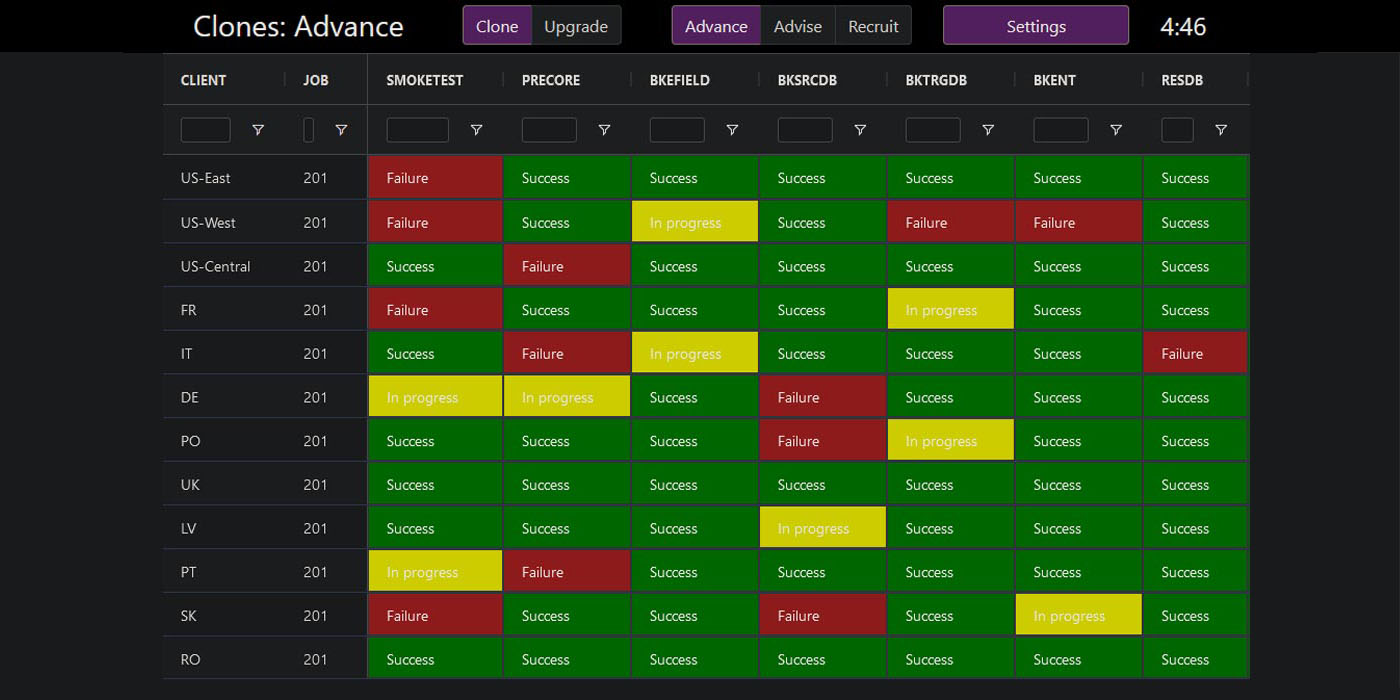 Clones: Advance Clone Upgrade Advance Advise Recruit Settings 4:46
CLIENT JOB SMOKETEST PRECORE BKEFIELD BKSRCDB BKTRGDB BKENT RESDB
US-East 201 Failure Success Success Success Success Success Success
US-West 201 Failure Success In progress Success Failure Failure Success
US-Central 201 Success Failure Success Success Success Success Success
FR 201 Failure Success Success Success In progress Success Success
IT 201 Success Failure In progress Success Success Success Failure
DE 201 In progress In progress Success Failure Success Success Success
PO 201 Success Success Success Failure In progress Success Success
UK 201 Success Success Success Success Success Success Success
LV 201 Success Success Success In progress Success Success Success
PT 201 In progress Failure Success Success Success Success Success
SK 201 Failure Success Success Failure Success In progress Success
RO 201 Success Success Success Success Success Success Success